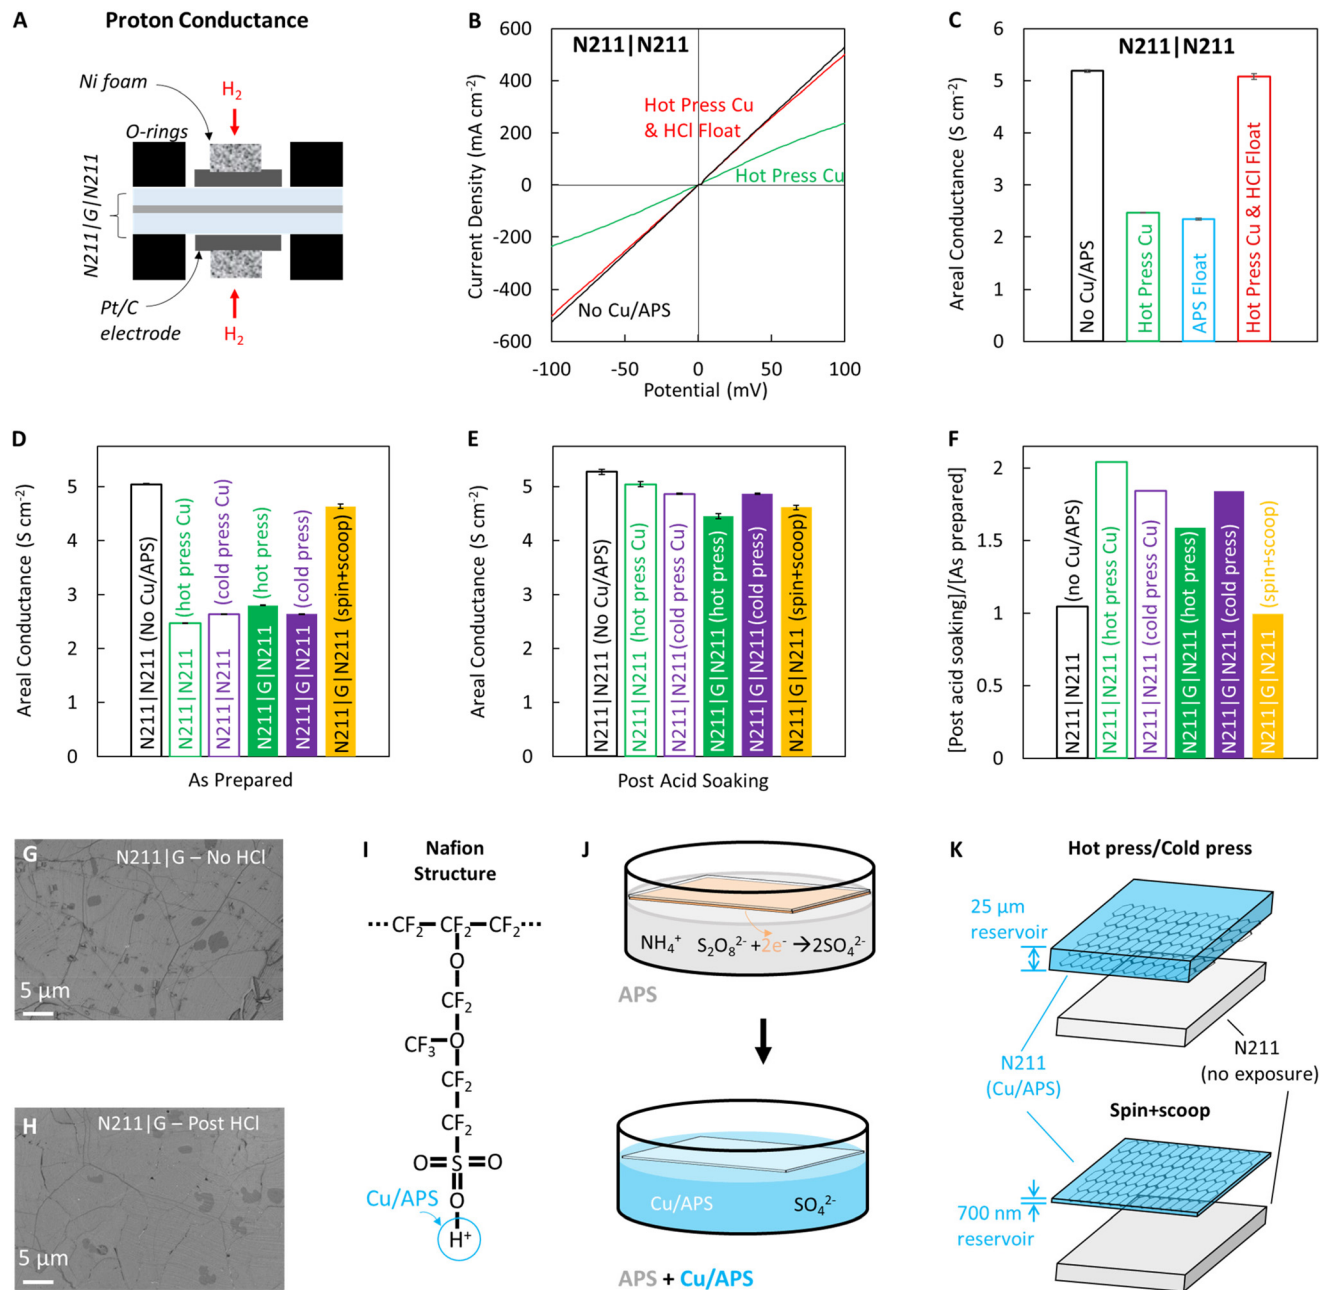 A
Proton Conductance
Ni foam
H2
O-rings
N211|G|N211
Pt/C
electrode
H2
B
N211|N211
Current Density (mA cm-2)
600
400
200
0
-200
-400
-600
Hot Press Cu
& HCl Float
Hot Press Cu
No Cu/APS
-100
-50
0
50
100
Potential (mV)
C
N211|N211
Areal Conductance (S cm-2)
6
5
4
3
2
1
0
No Cu/APS
Hot Press Cu
APS Float
Hot Press Cu & HCl Float
D
Areal Conductance (S cm-2)
5
4
3
2
1
0
N211|N211 (No Cu/APS)
N211|N211 (hot press Cu)
N211|N211 (cold press Cu)
N211|G|N211 (hot press)
N211|G|N211 (cold press)
N211|G|N211 (spin+scoop)
As Prepared
E
Areal Conductance (S cm-2)
5
4
3
2
1
0
N211|N211 (No Cu/APS)
N211|N211 (hot press Cu)
N211|N211 (cold press Cu)
N211|G|N211 (hot press)
N211|G|N211 (cold press)
N211|G|N211 (spin+scoop)
Post Acid Soaking
F
[Post acid soaking]/[As prepared]
2
1.5
1
0.5
0
N211|N211 (no Cu/APS)
N211|N211 (hot press Cu)
N211|N211 (cold press Cu)
N211|G|N211 (hot press)
N211|G|N211 (cold press)
N211|G|N211 (spin+scoop)
G
N211|G – No HCl
5 μm
H
N211|G – Post HCl
5 μm
I
Nafion
Structure
···CF2–CF2–CF2···
O
CF2
CF3–O
CF2
CF2
O=S=O
O
Cu/APS
H+
J
NH4+ S2O82- +2e-→2SO42-
APS
Cu/APS SO42-
APS + Cu/APS
K
Hot press/Cold press
25 μm
reservoir
N211
(Cu/APS)
N211
(no exposure)
Spin+scoop
700 nm
reservoir